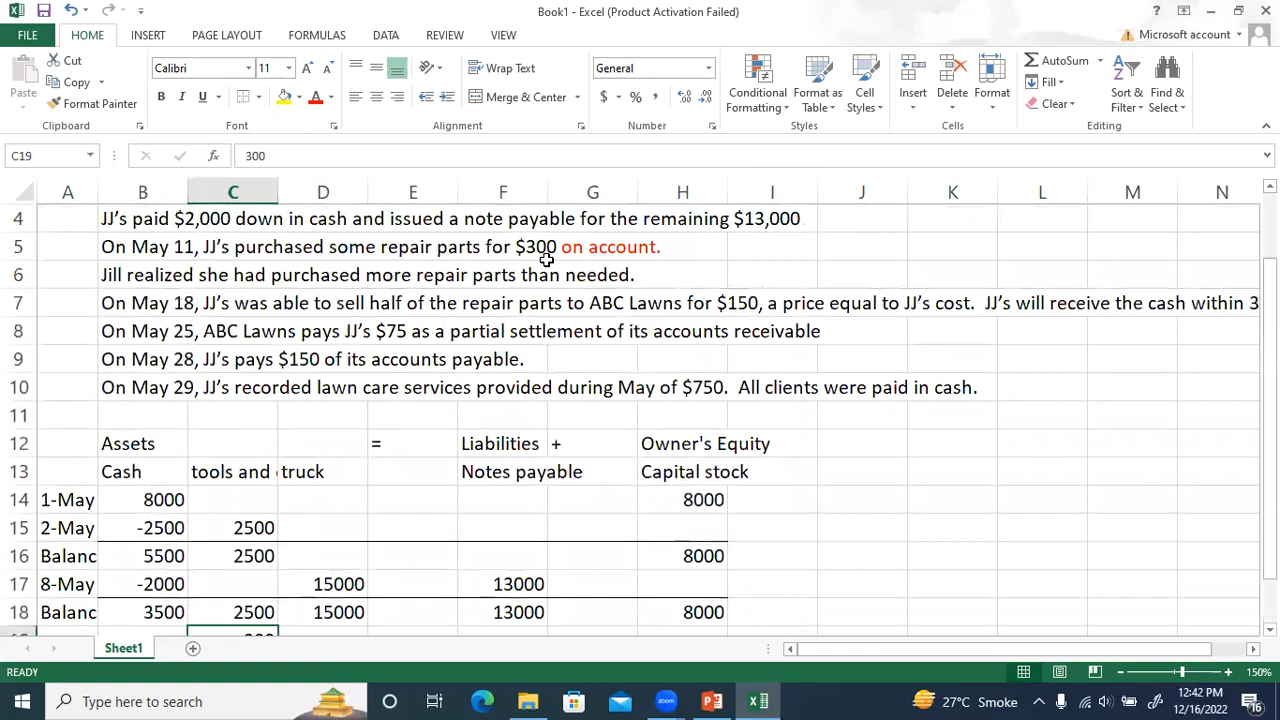 Book1 - Excel (Product Activation Failed)
FILE HOME INSERT PAGE LAYOUT FORMULAS DATA REVIEW VIEW Microsoft account
Paste Cut Copy Format Painter Clipboard
Calibri 11 B I U A Font
Wrap Text Merge & Center Alignment
General $ % , Number
Conditional Formatting Format as Table Cell Styles Styles
Insert Delete Format Cells
AutoSum Fill Clear Sort & Filter Find & Select Editing
C19 fx 300
A B C D E F G H I J K L M N
4 JJ's paid $2,000 down in cash and issued a note payable for the remaining $13,000
5 On May 11, JJ's purchased some repair parts for $300 on account.
6 Jill realized she had purchased more repair parts than needed.
7 On May 18, JJ's was able to sell half of the repair parts to ABC Lawns for $150, a price equal to JJ's cost. JJ's will receive the cash within 3
8 On May 25, ABC Lawns pays JJ's $75 as a partial settlement of its accounts receivable
9 On May 28, JJ's pays $150 of its accounts payable.
10 On May 29, JJ's recorded lawn care services provided during May of $750. All clients were paid in cash.
11
12 Assets = Liabilities + Owner's Equity
13 Cash tools and truck Notes payable Capital stock
14 1-May 8000 8000
15 2-May -2500 2500
16 Balanc 5500 2500 8000
17 8-May -2000 15000 13000
18 Balanc 3500 2500 15000 13000 8000
Sheet1
READY 150%
Type here to search 27°C Smoke 12:42 PM
12/16/2022 16